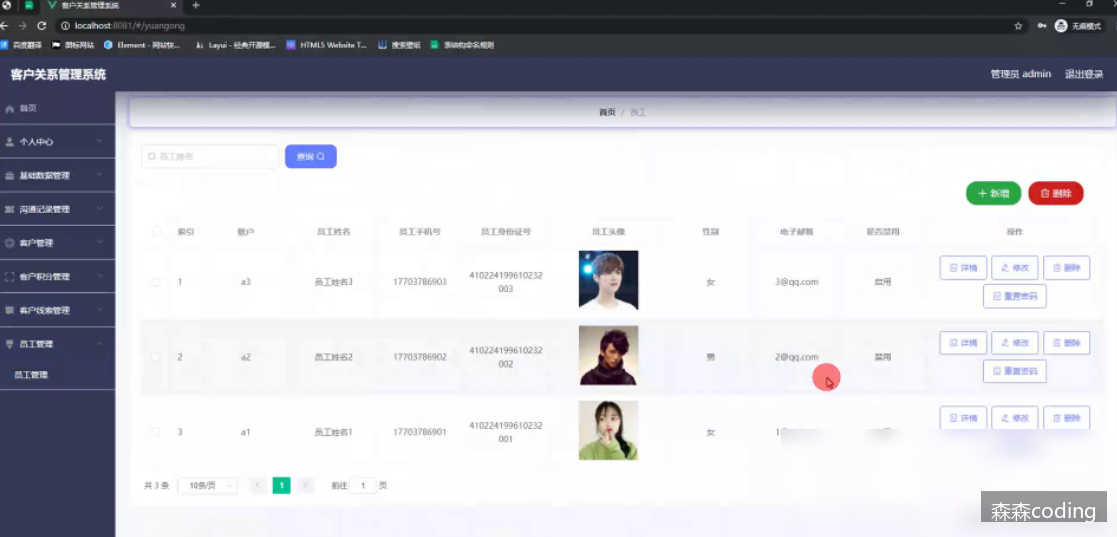 客户关系管理系统
localhost:8081/#/yuangong
无痕模式
百度翻译 图标网站 Element - 网站快... Layui - 经典开源模... HTML5 Website T... 搜索壁纸 表结构命名规则
客户关系管理系统
管理员 admin 退出登录
首页
个人中心
基础数据管理
沟通记录管理
客户管理
客户积分管理
客户线索管理
员工管理
员工管理
首页 / 员工
员工姓名 查询
新增 删除
索引 账户 员工姓名 员工手机号 员工身份证号 员工头像 性别 电子邮箱 是否禁用 操作
1 a3 员工姓名3 17703786903 410224199610232003 女 3@qq.com 启用 详情 修改 删除
重置密码
2 a2 员工姓名2 17703786902 410224199610232002 男 2@qq.com 禁用 详情 修改 删除
重置密码
3 a1 员工姓名1 17703786901 410224199610232001 女 详情 修改 删除
共 3 条 10条/页 1 前往 1 页
森森coding